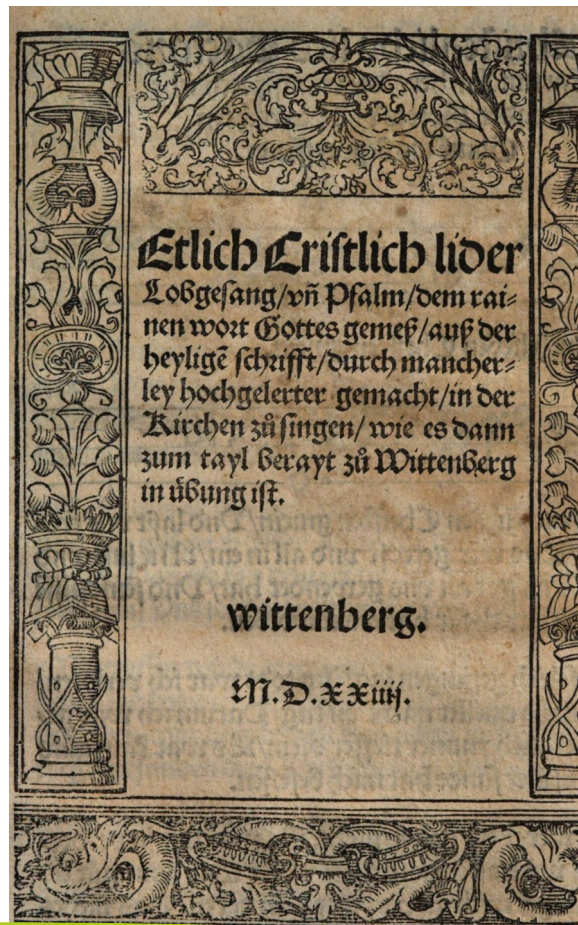 Etlich Cristlich lider
Lobgesang/vñ Psalm/dem rai⸗
nen wort Gottes gemeß/auß der
heyligē schrifft/durch mancher⸗
ley hochgelerter gemacht/in der
Kirchen zů singen/ wie es dann
zum tayl berayt zů Wittenberg
in übung ist.
wittenberg.
M.D.XXiiij.